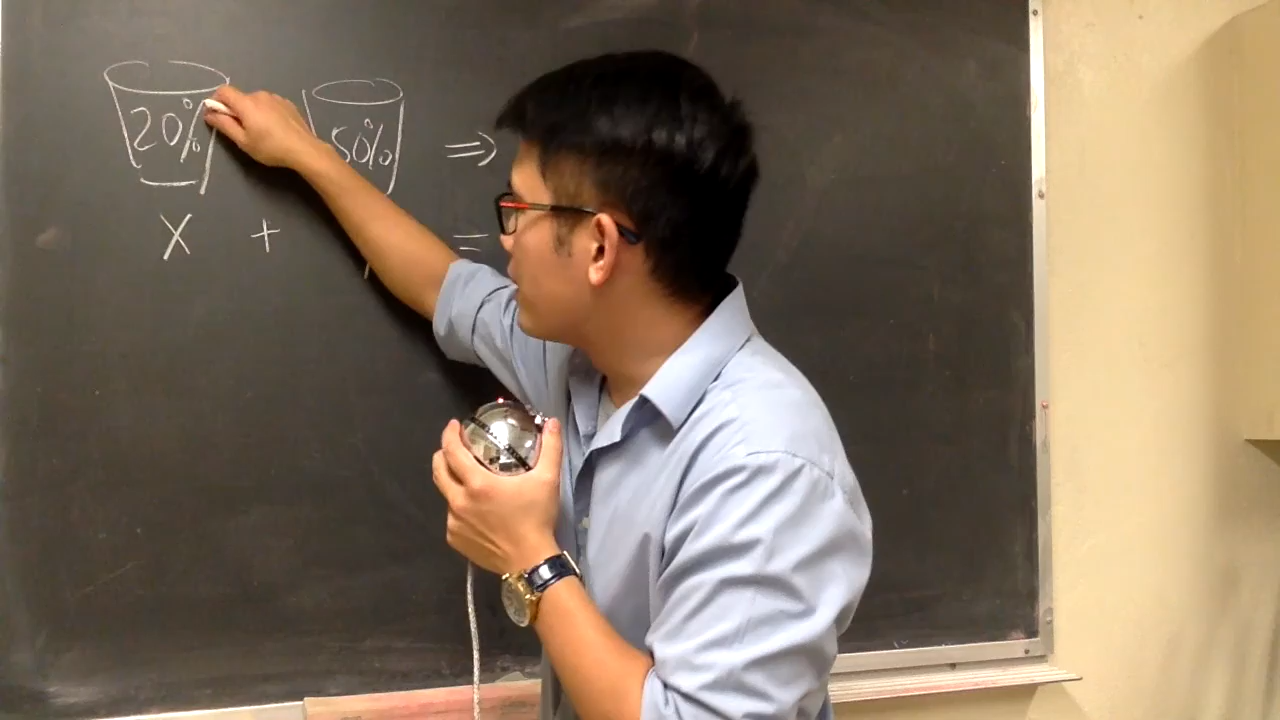 20% 50% ⇒
x + =